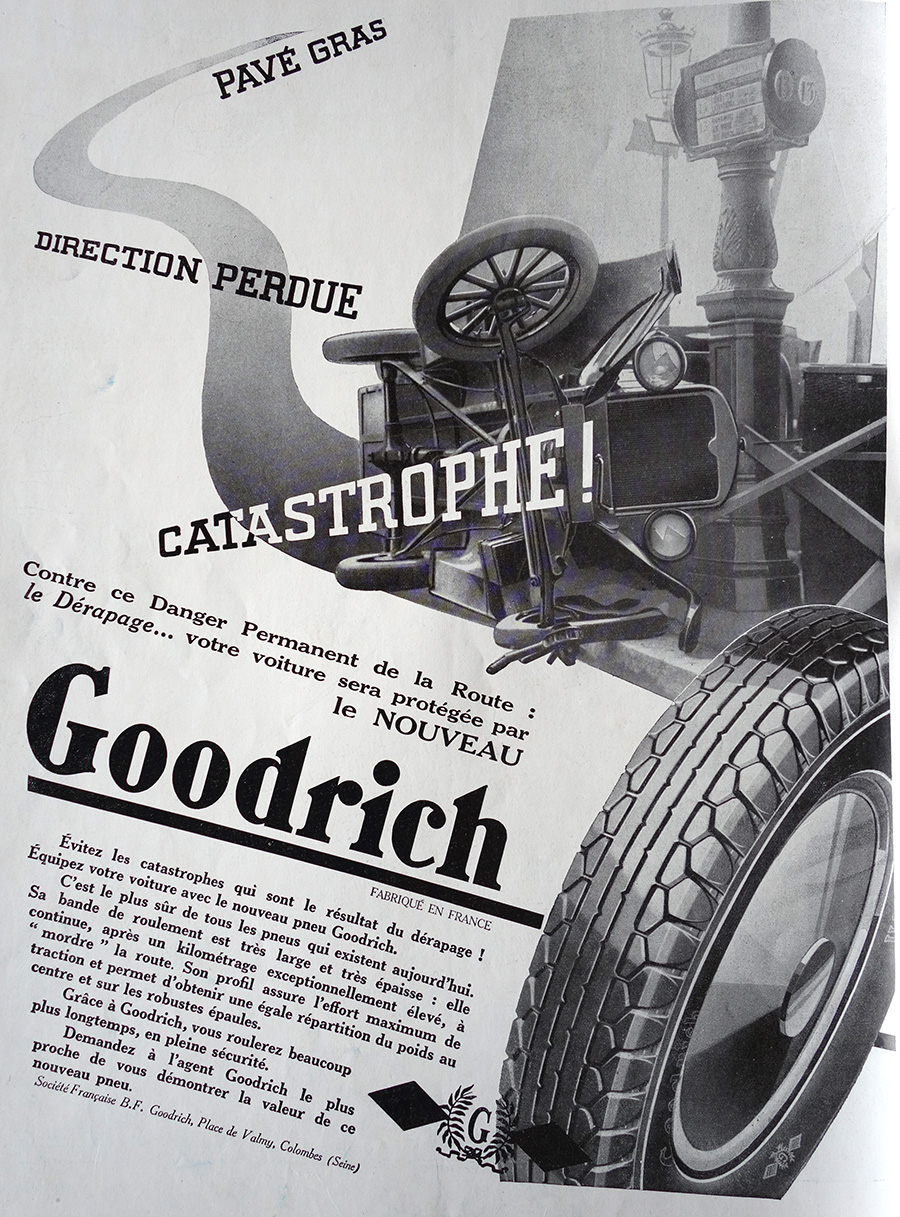 PAVÉ GRAS
DIRECTION PERDUE
CATASTROPHE !
Contre ce Danger Permanent de la Route :
le Dérapage... votre voiture sera protégée par
le NOUVEAU
Goodrich
FABRIQUÉ EN FRANCE
Évitez les catastrophes qui sont le résultat du dérapage !
Équipez votre voiture avec le nouveau pneu Goodrich.
C'est le plus sûr de tous les pneus qui existent aujourd'hui.
Sa bande de roulement est très large et très épaisse : elle
continue, après un kilométrage exceptionnellement élevé, à
“ mordre ” la route. Son profil assure l'effort maximum de
traction et permet d'obtenir une égale répartition du poids au
centre et sur les robustes épaules.
Grâce à Goodrich, vous roulerez beaucoup
plus longtemps, en pleine sécurité.
Demandez à l'agent Goodrich le plus
proche de vous démontrer la valeur de ce
nouveau pneu.
Société Française B.F. Goodrich, Place de Valmy, Colombes (Seine)
G